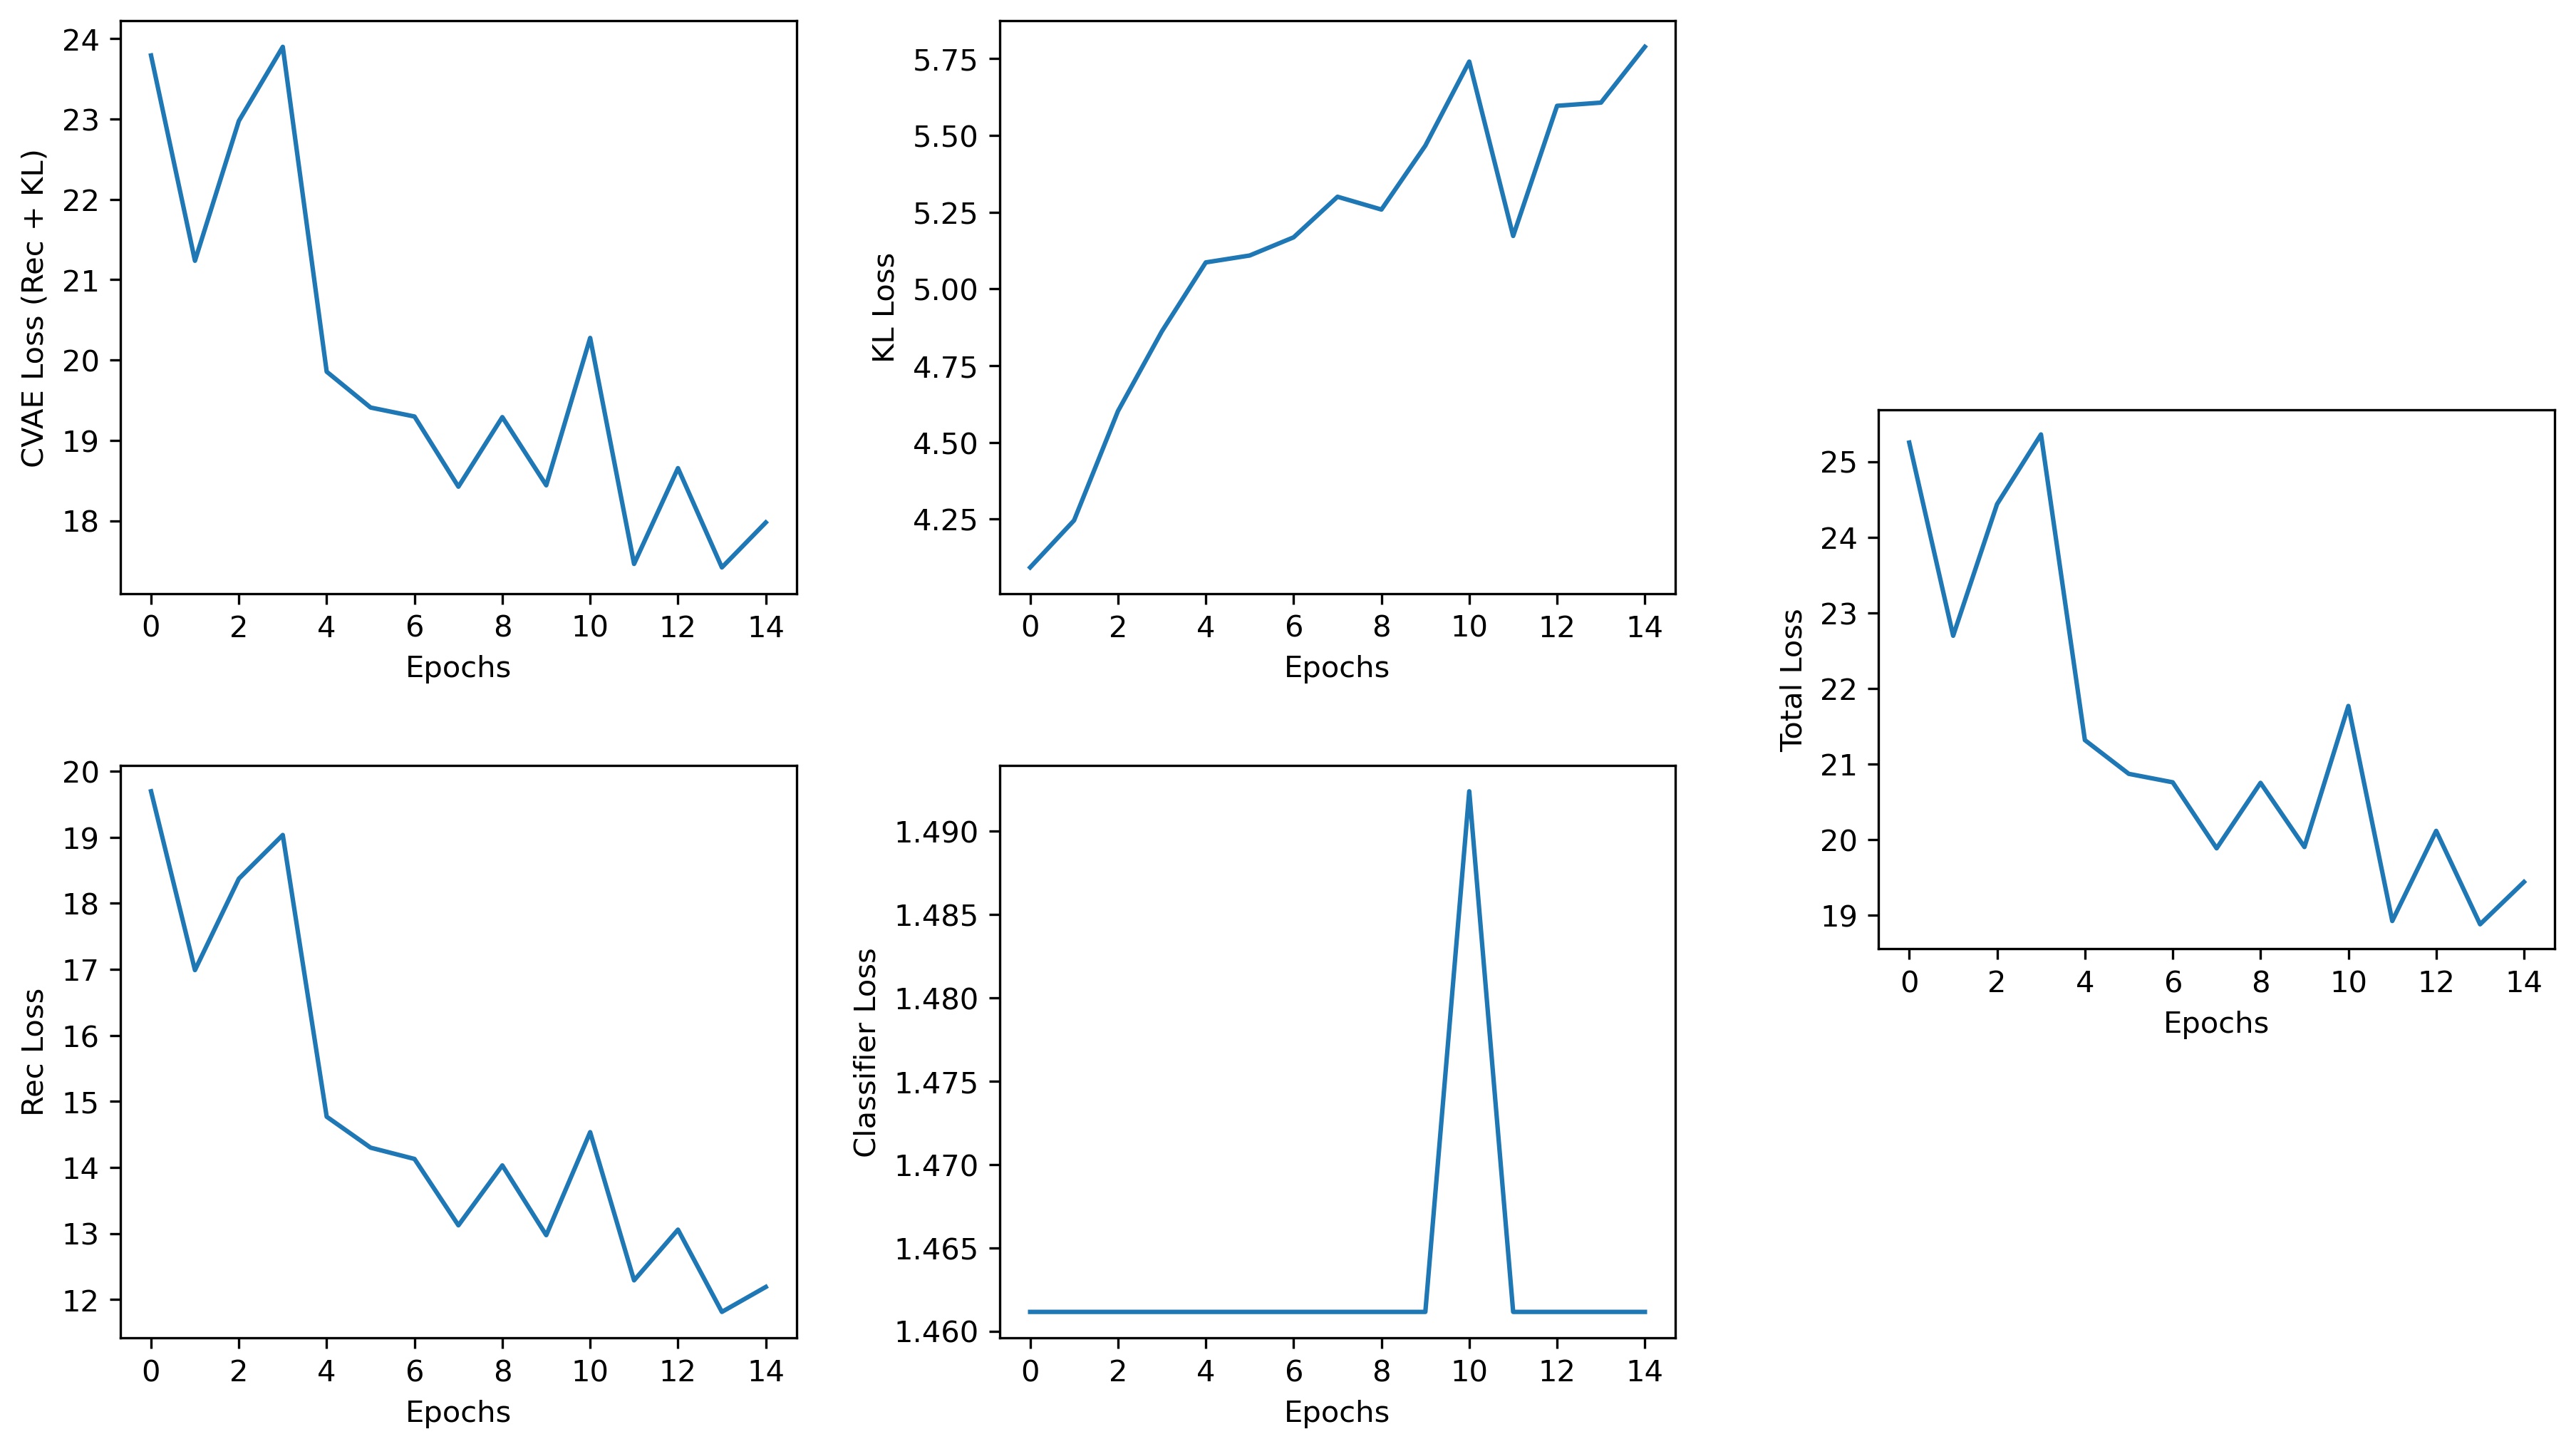 CVAE Loss (Rec + KL)
24
23
22
21
20
19
18
0 2 4 6 8 10 12 14
Epochs
KL Loss
5.75
5.50
5.25
5.00
4.75
4.50
4.25
0 2 4 6 8 10 12 14
Epochs
Rec Loss
20
19
18
17
16
15
14
13
12
0 2 4 6 8 10 12 14
Epochs
Classifier Loss
1.490
1.485
1.480
1.475
1.470
1.465
1.460
0 2 4 6 8 10 12 14
Epochs
Total Loss
25
24
23
22
21
20
19
0 2 4 6 8 10 12 14
Epochs